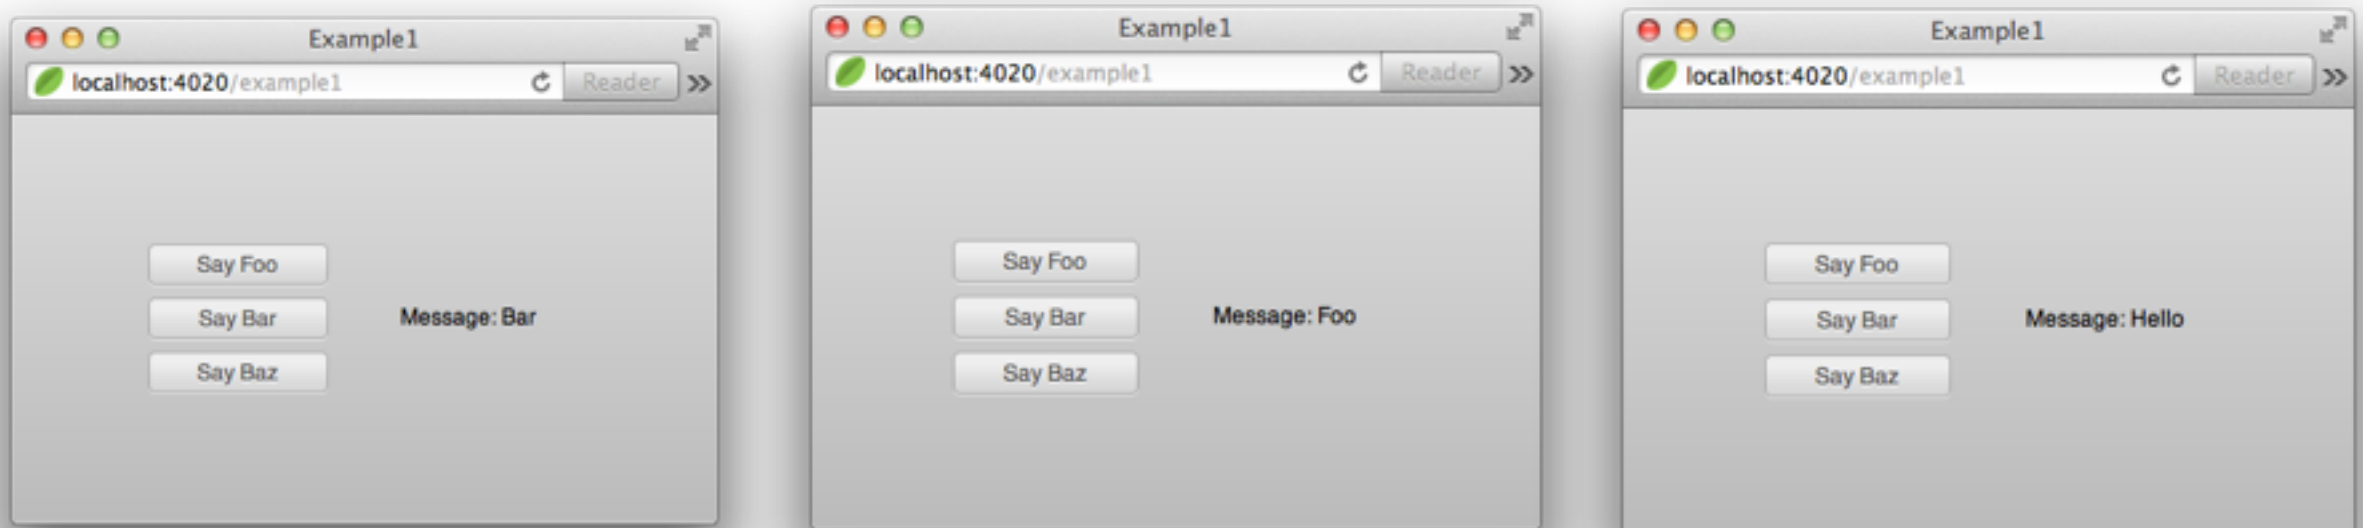 Example1
localhost:4020/example1
Reader
Say Foo
Say Bar
Message: Bar
Say Baz
Example1
localhost:4020/example1
Reader
Say Foo
Say Bar
Message: Foo
Say Baz
Example1
localhost:4020/example1
Reader
Say Foo
Say Bar
Message: Hello
Say Baz